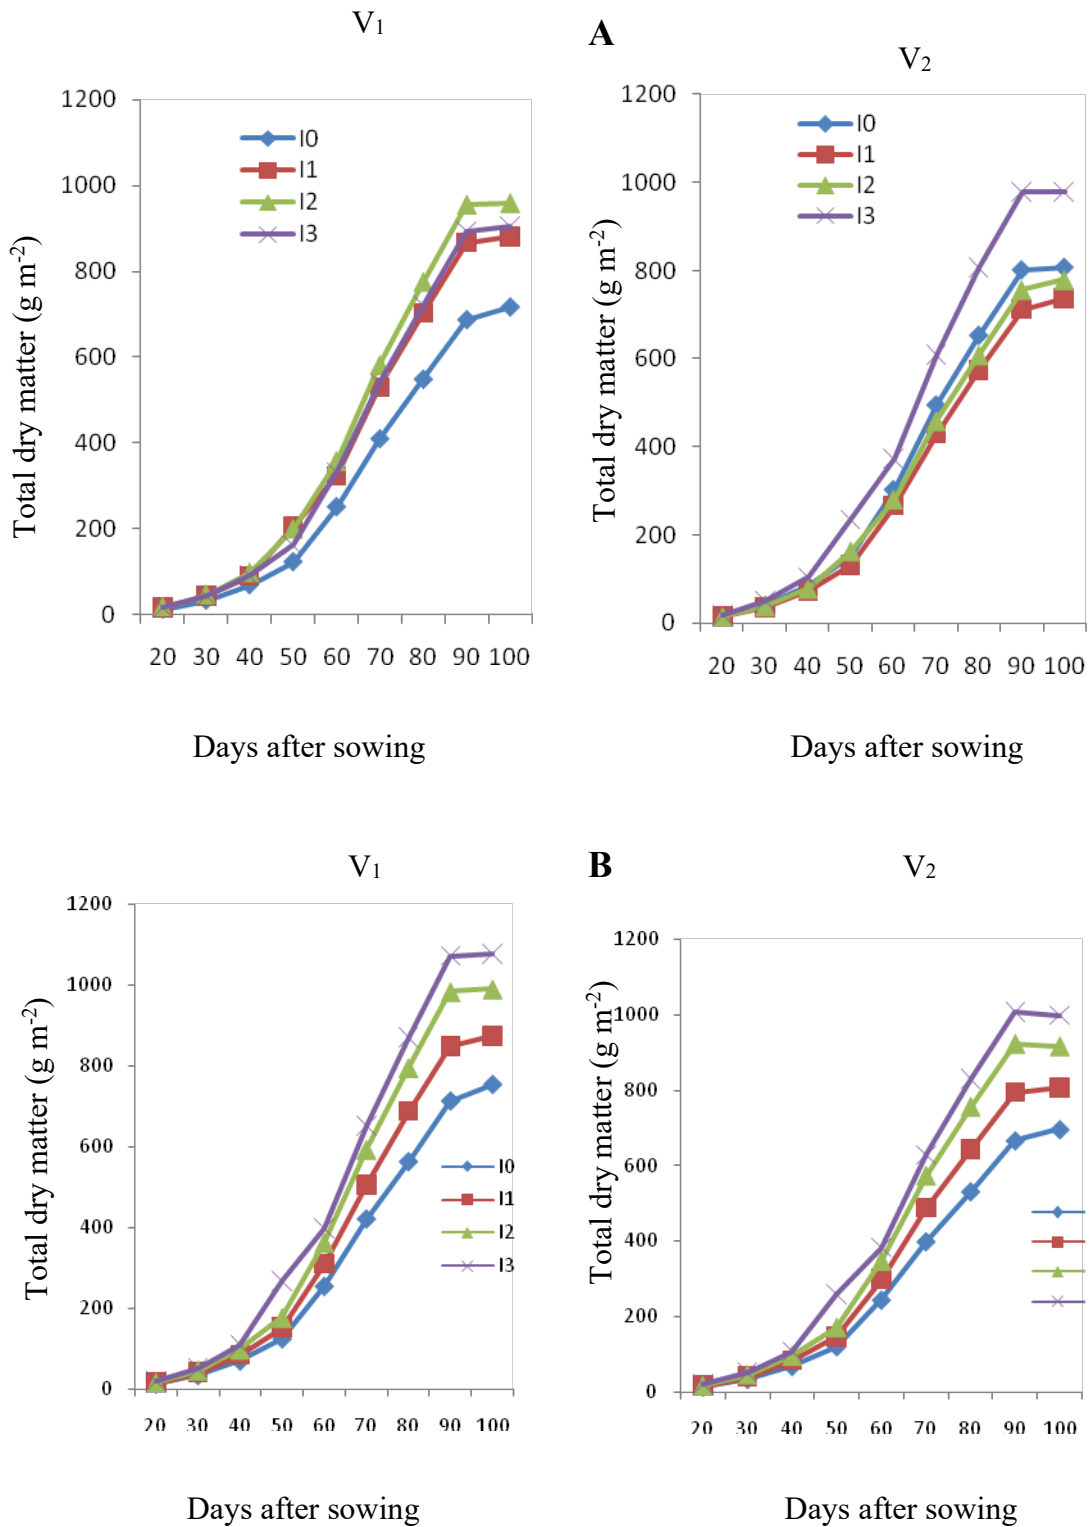 V₁
A
V₂
1200
1000
800
600
400
200
0
I0
I1
I2
I3
Total dry matter (g m⁻²)
20 30 40 50 60 70 80 90 100
Days after sowing
1200
1000
800
600
400
200
0
I0
I1
I2
I3
Total dry matter (g m⁻²)
20 30 40 50 60 70 80 90 100
Days after sowing
V₁
B
V₂
1200
1000
800
600
400
200
0
I0
I1
I2
I3
Total dry matter (g m⁻²)
20 30 40 50 60 70 80 90 100
Days after sowing
1200
1000
800
600
400
200
0
Total dry matter (g m⁻²)
20 30 40 50 60 70 80 90 100
Days after sowing